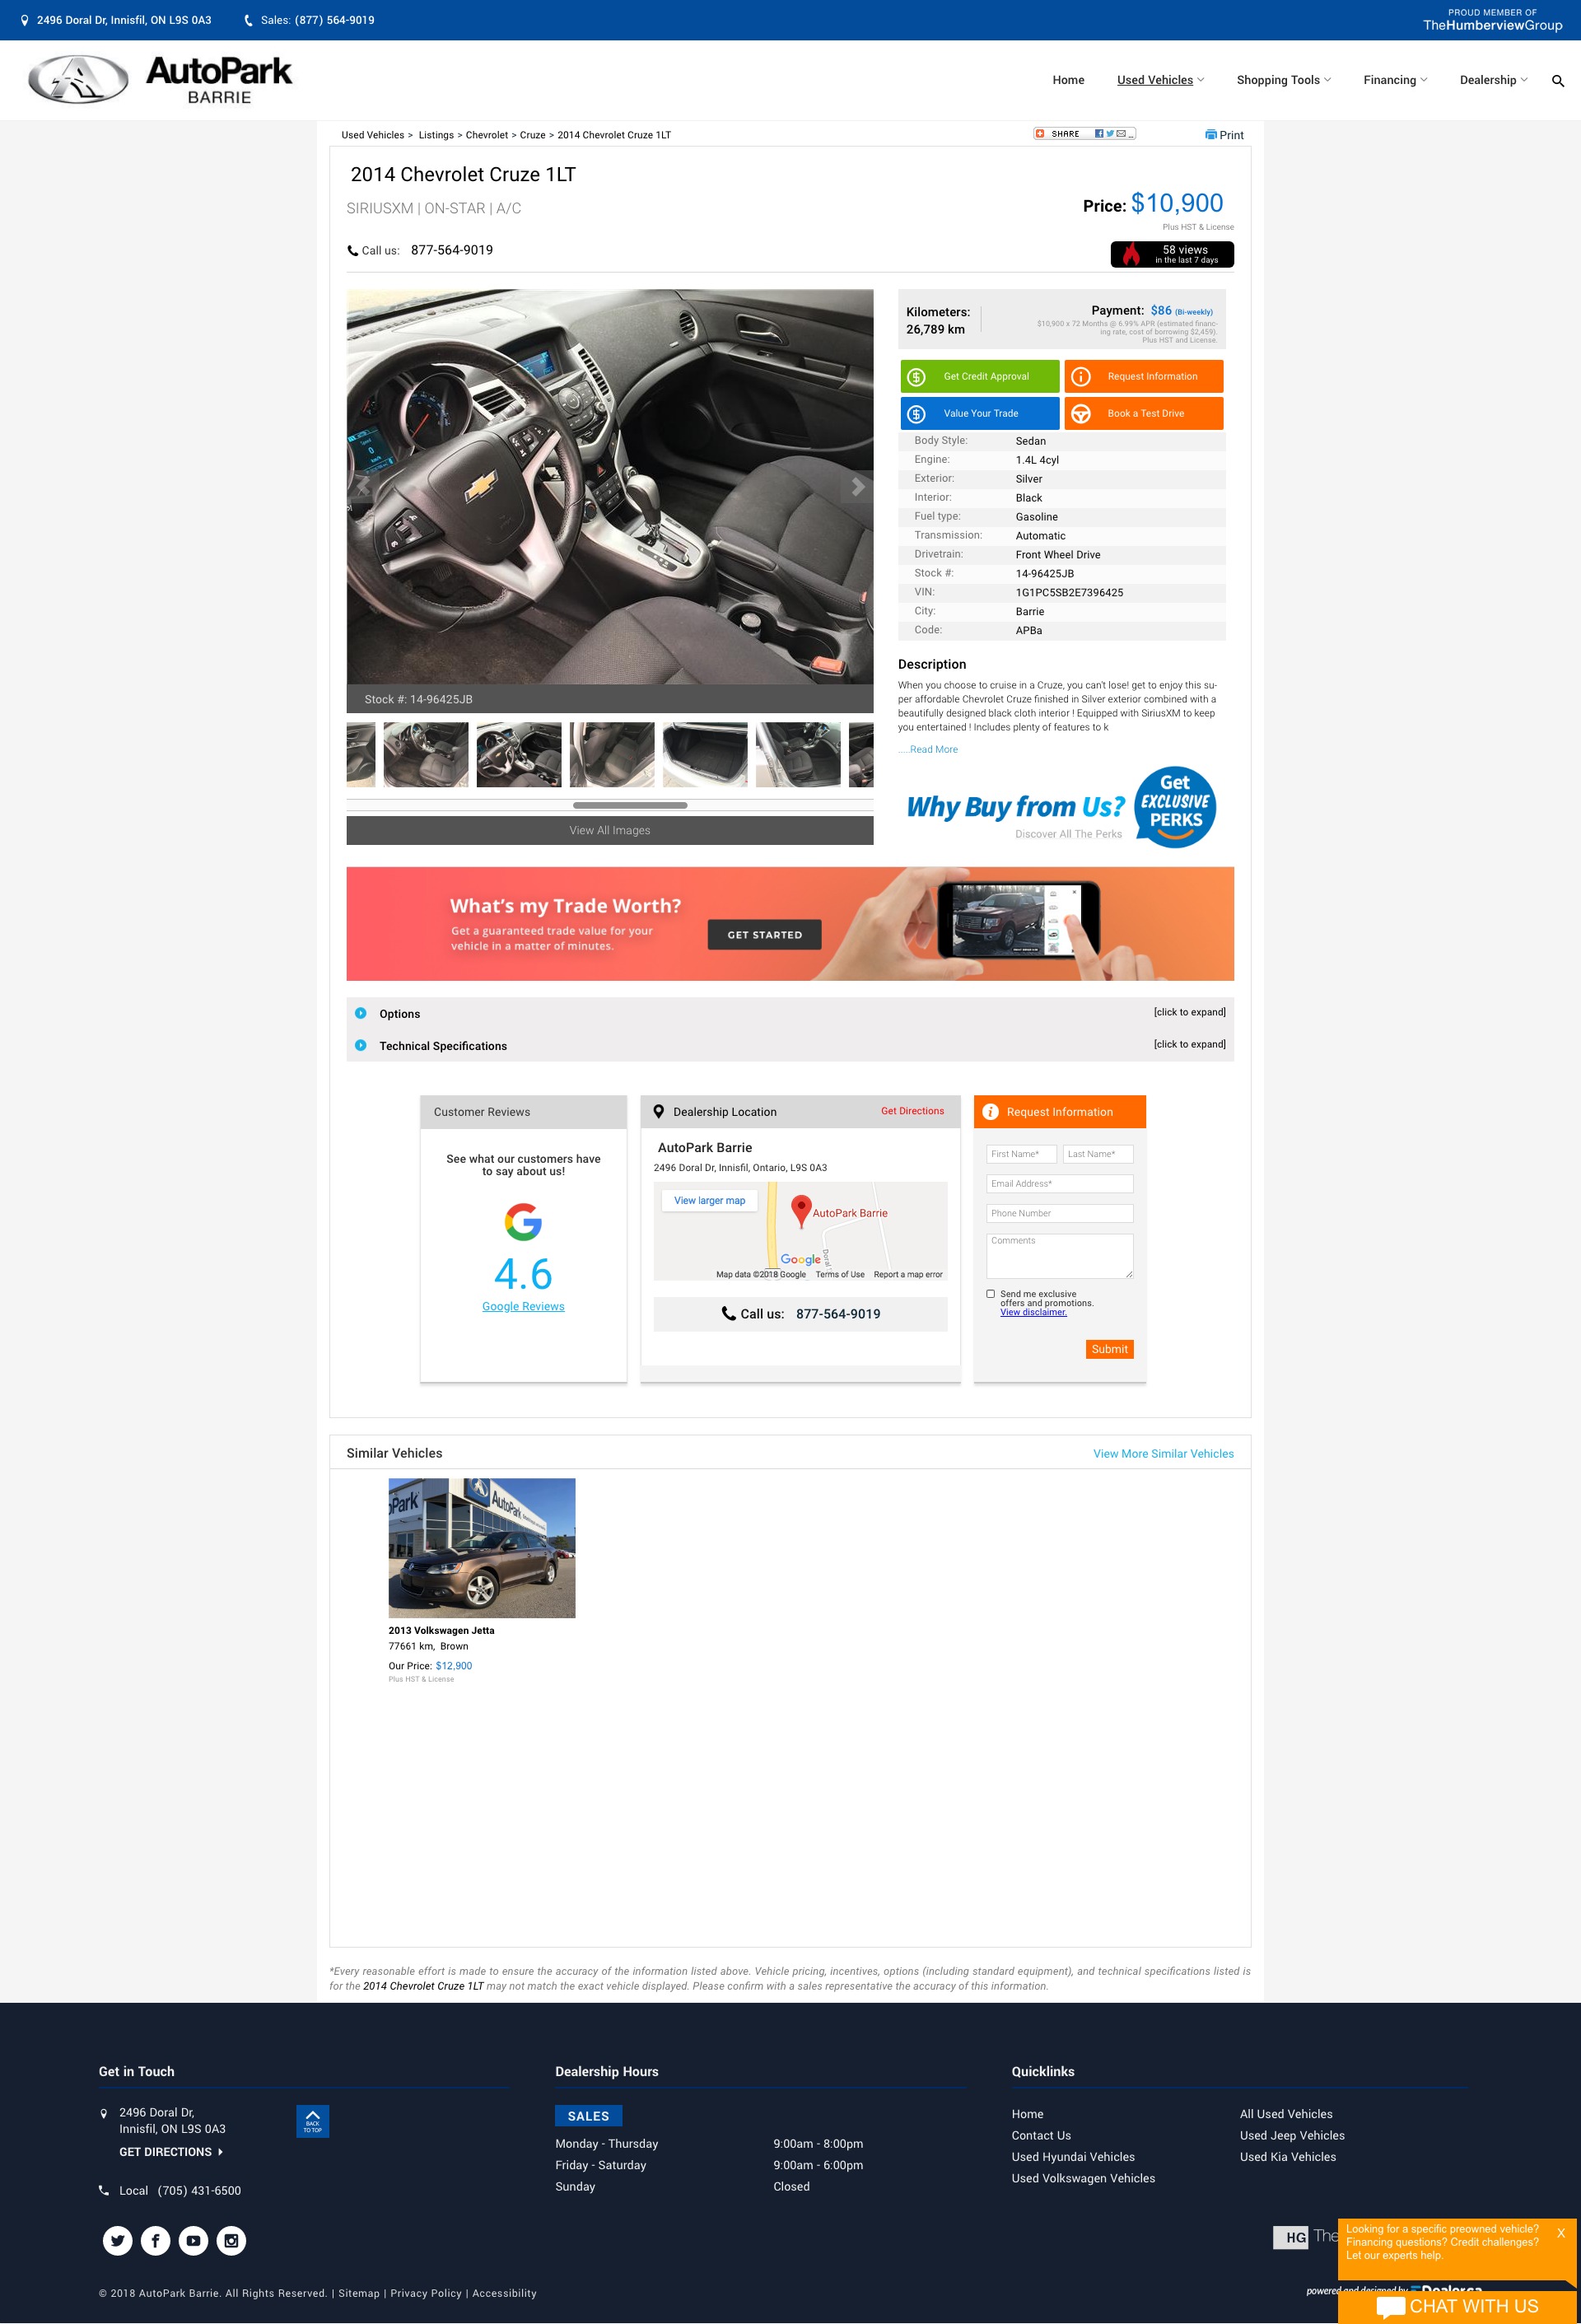 2496 Doral Dr, Innisfil, ON L9S 0A3
Sales: (877) 564-9019
PROUD MEMBER OF
TheHumberviewGroup
AutoPark
BARRIE
Home
Used Vehicles
Shopping Tools
Financing
Dealership
Used Vehicles > Listings > Chevrolet > Cruze > 2014 Chevrolet Cruze 1LT
SHARE
Print
2014 Chevrolet Cruze 1LT
SIRIUSXM | ON-STAR | A/C
Price: $10,900
Plus HST & License
Call us: 877-564-9019
58 views
in the last 7 days
Stock #: 14-96425JB
View All Images
Kilometers:
26,789 km
Payment: $86 (Bi-weekly)
$10,900 x 72 Months @ 6.99% APR (estimated financ-
ing rate, cost of borrowing $2,459).
Plus HST and License.
Get Credit Approval
Request Information
Value Your Trade
Book a Test Drive
Body Style: Sedan
Engine: 1.4L 4cyl
Exterior: Silver
Interior: Black
Fuel type: Gasoline
Transmission: Automatic
Drivetrain: Front Wheel Drive
Stock #: 14-96425JB
VIN: 1G1PC5SB2E7396425
City: Barrie
Code: APBa
Description
When you choose to cruise in a Cruze, you can't lose! get to enjoy this su-
per affordable Chevrolet Cruze finished in Silver exterior combined with a
beautifully designed black cloth interior ! Equipped with SiriusXM to keep
you entertained ! Includes plenty of features to k
.....Read More
Why Buy from Us?
Discover All The Perks
Get
EXCLUSIVE
PERKS
What's my Trade Worth?
Get a guaranteed trade value for your
vehicle in a matter of minutes.
GET STARTED
Options
[click to expand]
Technical Specifications
[click to expand]
Customer Reviews
See what our customers have
to say about us!
4.6
Google Reviews
Dealership Location
Get Directions
AutoPark Barrie
2496 Doral Dr, Innisfil, Ontario, L9S 0A3
View larger map
AutoPark Barrie
Doral
Google
Map data ©2018 Google Terms of Use Report a map error
Call us: 877-564-9019
Request Information
First Name*
Last Name*
Email Address*
Phone Number
Comments
Send me exclusive
offers and promotions.
View disclaimer.
Submit
Similar Vehicles
View More Similar Vehicles
AutoPark
2013 Volkswagen Jetta
77661 km, Brown
Our Price: $12,900
Plus HST & License
*Every reasonable effort is made to ensure the accuracy of the information listed above. Vehicle pricing, incentives, options (including standard equipment), and technical specifications listed is
for the 2014 Chevrolet Cruze 1LT may not match the exact vehicle displayed. Please confirm with a sales representative the accuracy of this information.
Get in Touch
2496 Doral Dr,
Innisfil, ON L9S 0A3
GET DIRECTIONS
BACK
TO TOP
Local (705) 431-6500
Dealership Hours
SALES
Monday - Thursday 9:00am - 8:00pm
Friday - Saturday 9:00am - 6:00pm
Sunday Closed
Quicklinks
Home
Contact Us
Used Hyundai Vehicles
Used Volkswagen Vehicles
All Used Vehicles
Used Jeep Vehicles
Used Kia Vehicles
HG The
Looking for a specific preowned vehicle?
Financing questions? Credit challenges?
Let our experts help.
X
© 2018 AutoPark Barrie. All Rights Reserved. | Sitemap | Privacy Policy | Accessibility
powered and designed by
CHAT WITH US